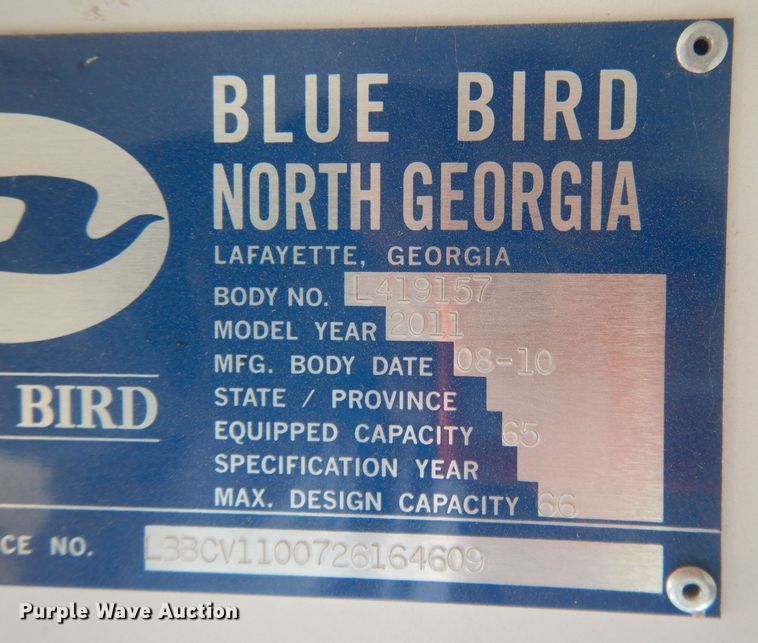 BLUE BIRD
NORTH GEORGIA
LAFAYETTE, GEORGIA
BODY NO. L419157
MODEL YEAR 2011
MFG. BODY DATE 08-10
STATE / PROVINCE
BIRD
EQUIPPED CAPACITY 65
SPECIFICATION YEAR
MAX. DESIGN CAPACITY 66
CE NO. LBBCV1100726164609
Purple Wave Auction